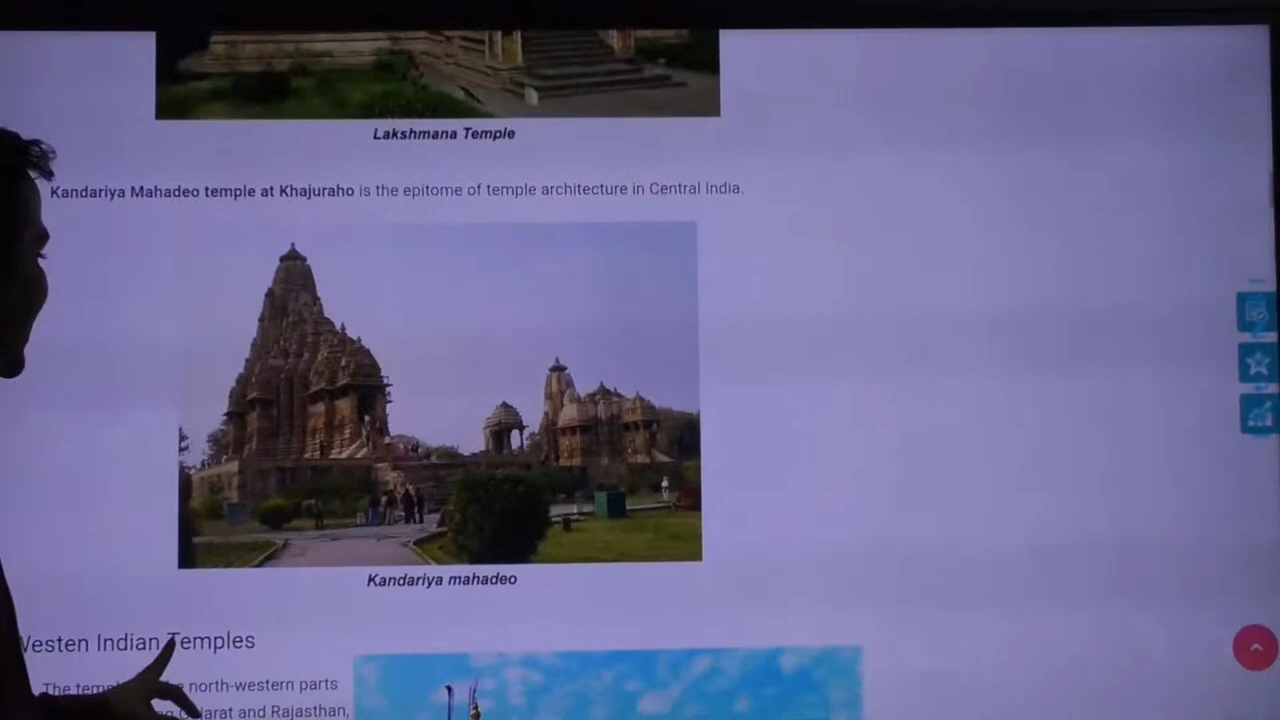 Lakshmana Temple
Kandariya Mahadeo temple at Khajuraho is the epitome of temple architecture in Central India.
Kandariya mahadeo
Westen Indian Temples
The north-western parts
and Rajasthan,